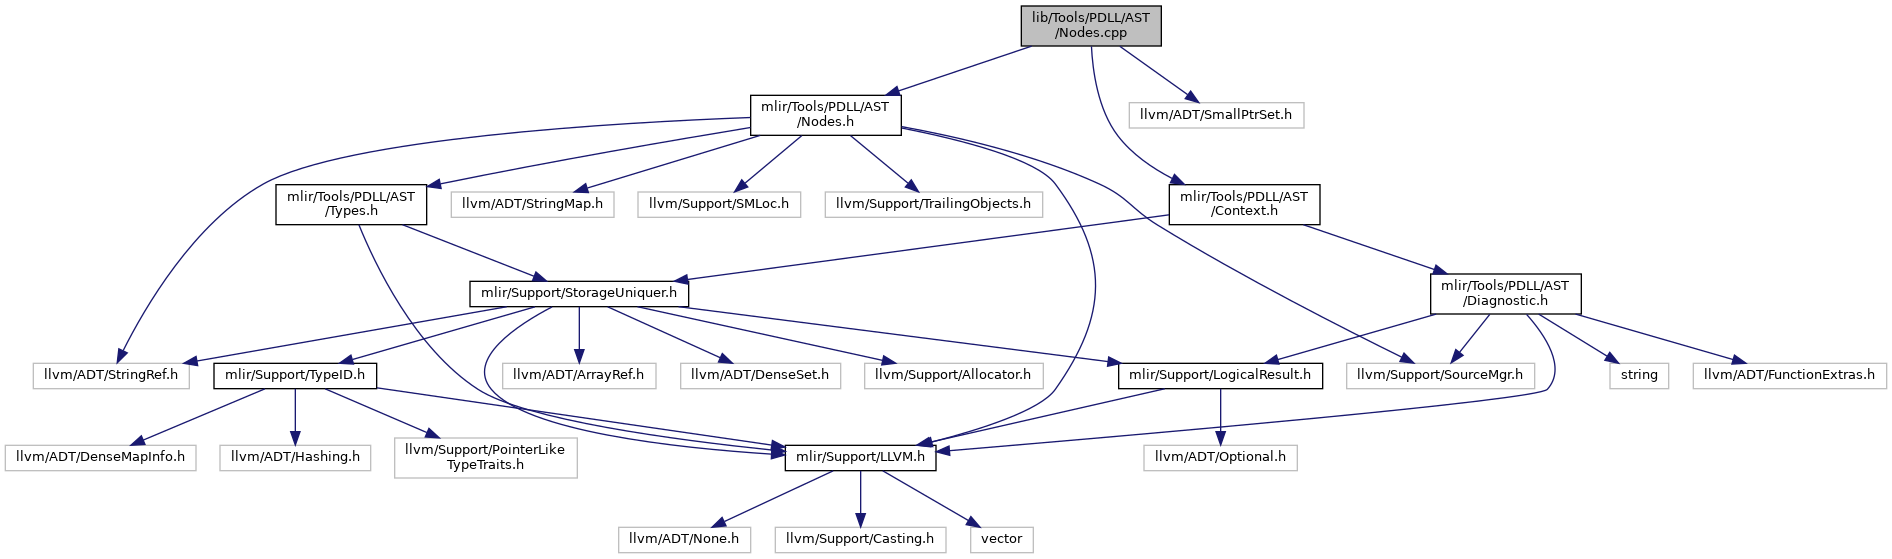 lib/Tools/PDLL/AST
/Nodes.cpp
mlir/Tools/PDLL/AST
/Nodes.h
llvm/ADT/SmallPtrSet.h
mlir/Tools/PDLL/AST
/Types.h
llvm/ADT/StringMap.h
llvm/Support/SMLoc.h
llvm/Support/TrailingObjects.h
mlir/Tools/PDLL/AST
/Context.h
mlir/Support/StorageUniquer.h
mlir/Tools/PDLL/AST
/Diagnostic.h
llvm/ADT/StringRef.h
mlir/Support/TypeID.h
llvm/ADT/ArrayRef.h
llvm/ADT/DenseSet.h
llvm/Support/Allocator.h
mlir/Support/LogicalResult.h
llvm/Support/SourceMgr.h
string
llvm/ADT/FunctionExtras.h
llvm/ADT/DenseMapInfo.h
llvm/ADT/Hashing.h
llvm/Support/PointerLike
TypeTraits.h
mlir/Support/LLVM.h
llvm/ADT/Optional.h
llvm/ADT/None.h
llvm/Support/Casting.h
vector